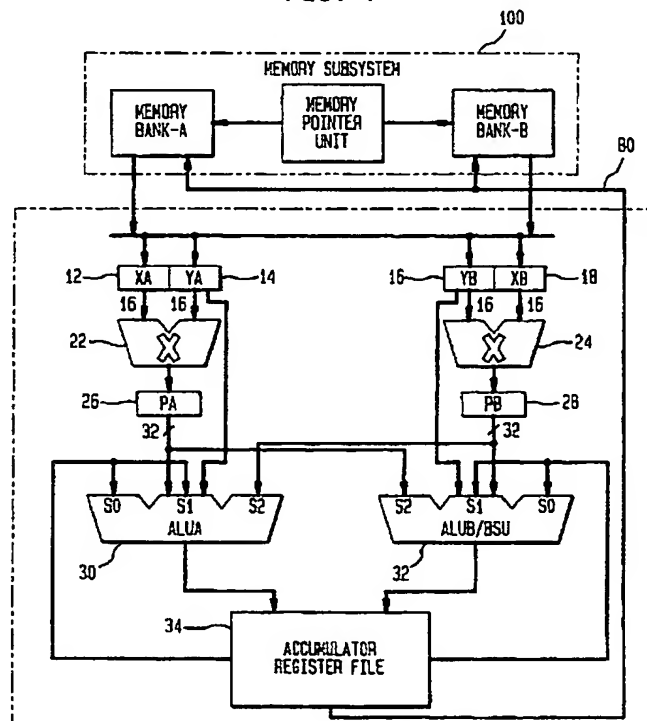 100
MEMORY SUBSYSTEM
MEMORY
BANK-A
MEMORY
POINTER
UNIT
MEMORY
BANK-B
80
12
XA
YA
14
16
YB
XB
18
16
16
16
16
22
X
X
24
26
PA
PB
28
32
32
S0
S1
S2
S2
S1
S0
ALUA
ALUB/BSU
30
32
34
ACCUMULATOR
REGISTER FILE